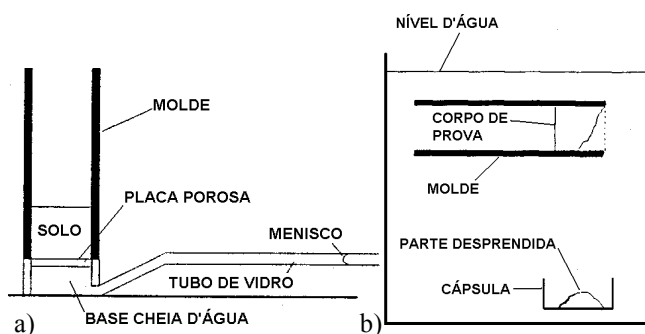 MOLDE
PLACA POROSA
SOLO
MENISCO
TUBO DE VIDRO
BASE CHEIA D'ÁGUA
a)
NÍVEL D'ÁGUA
CORPO DE
PROVA
MOLDE
PARTE DESPRENDIDA
CÁPSULA
b)